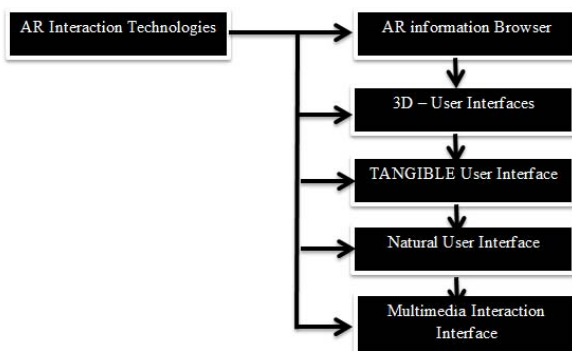 AR Interaction Technologies
AR information Browser
3D – User Interfaces
TANGIBLE User Interface
Natural User Interface
Multimedia Interaction
Interface